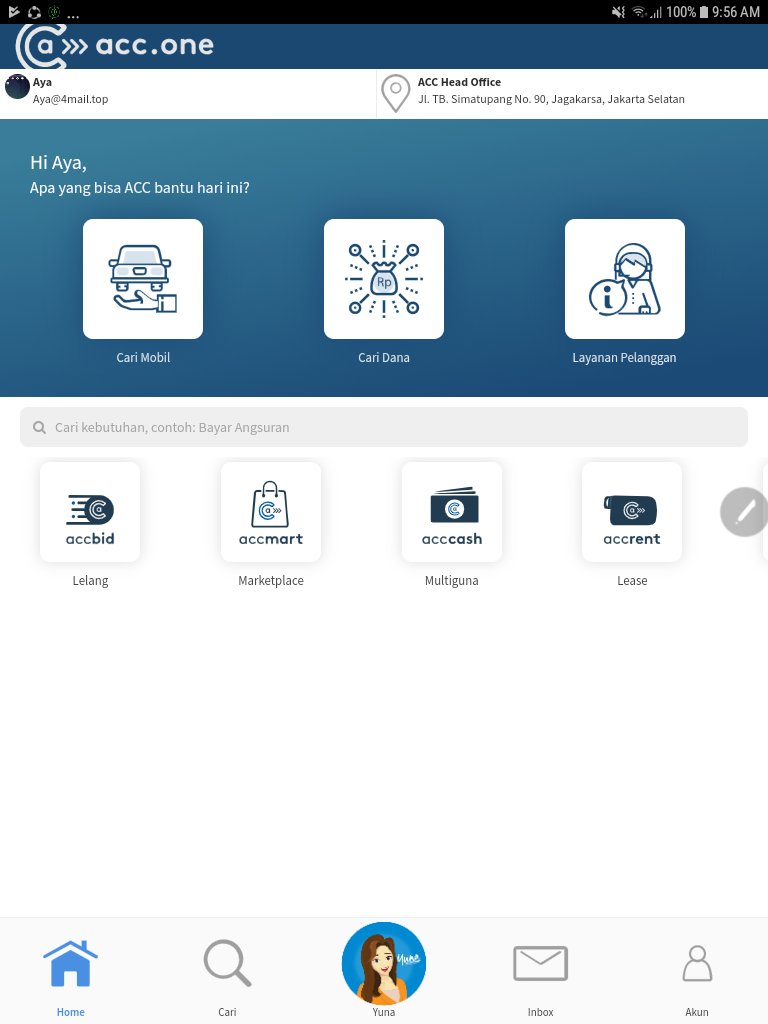 ... 100% 9:56 AM
a acc.one
Aya
Aya@4mail.top
ACC Head Office
Jl. TB. Simatupang No. 90, Jagakarsa, Jakarta Selatan
Hi Aya,
Apa yang bisa ACC bantu hari ini?
Rp
i
Cari Mobil
Cari Dana
Layanan Pelanggan
Cari kebutuhan, contoh: Bayar Angsuran
accbid
accmart
acccash
accrent
Lelang
Marketplace
Multiguna
Lease
Yuna
Home
Cari
Yuna
Inbox
Akun